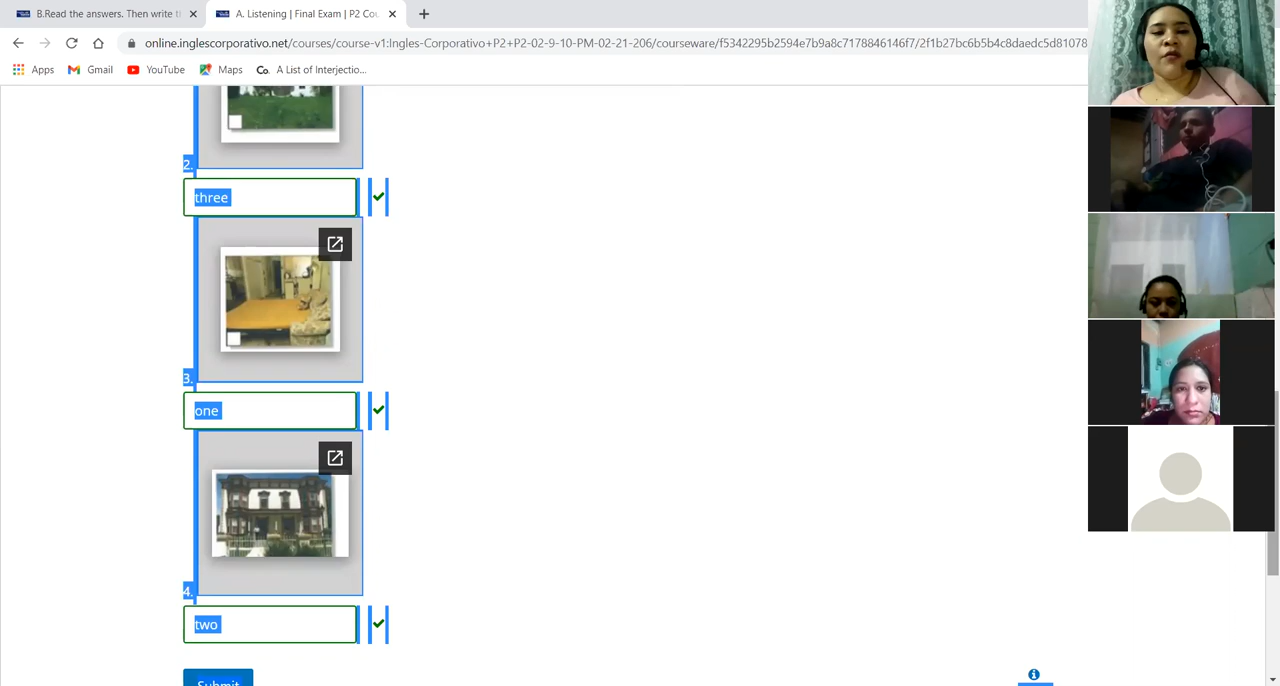 B.Read the answers. Then write t
A. Listening | Final Exam | P2 Cou
online.inglescorporativo.net/courses/course-v1:Ingles-Corporativo+P2+P2-02-9-10-PM-02-21-206/courseware/f5342295b2594e7b9a8c7178846146f7/2f1b27bc6b5b4c8daedc5d81078
Apps
Gmail
YouTube
Maps
Co. A List of Interjectio...
2.
three
3.
one
4.
two
Submit